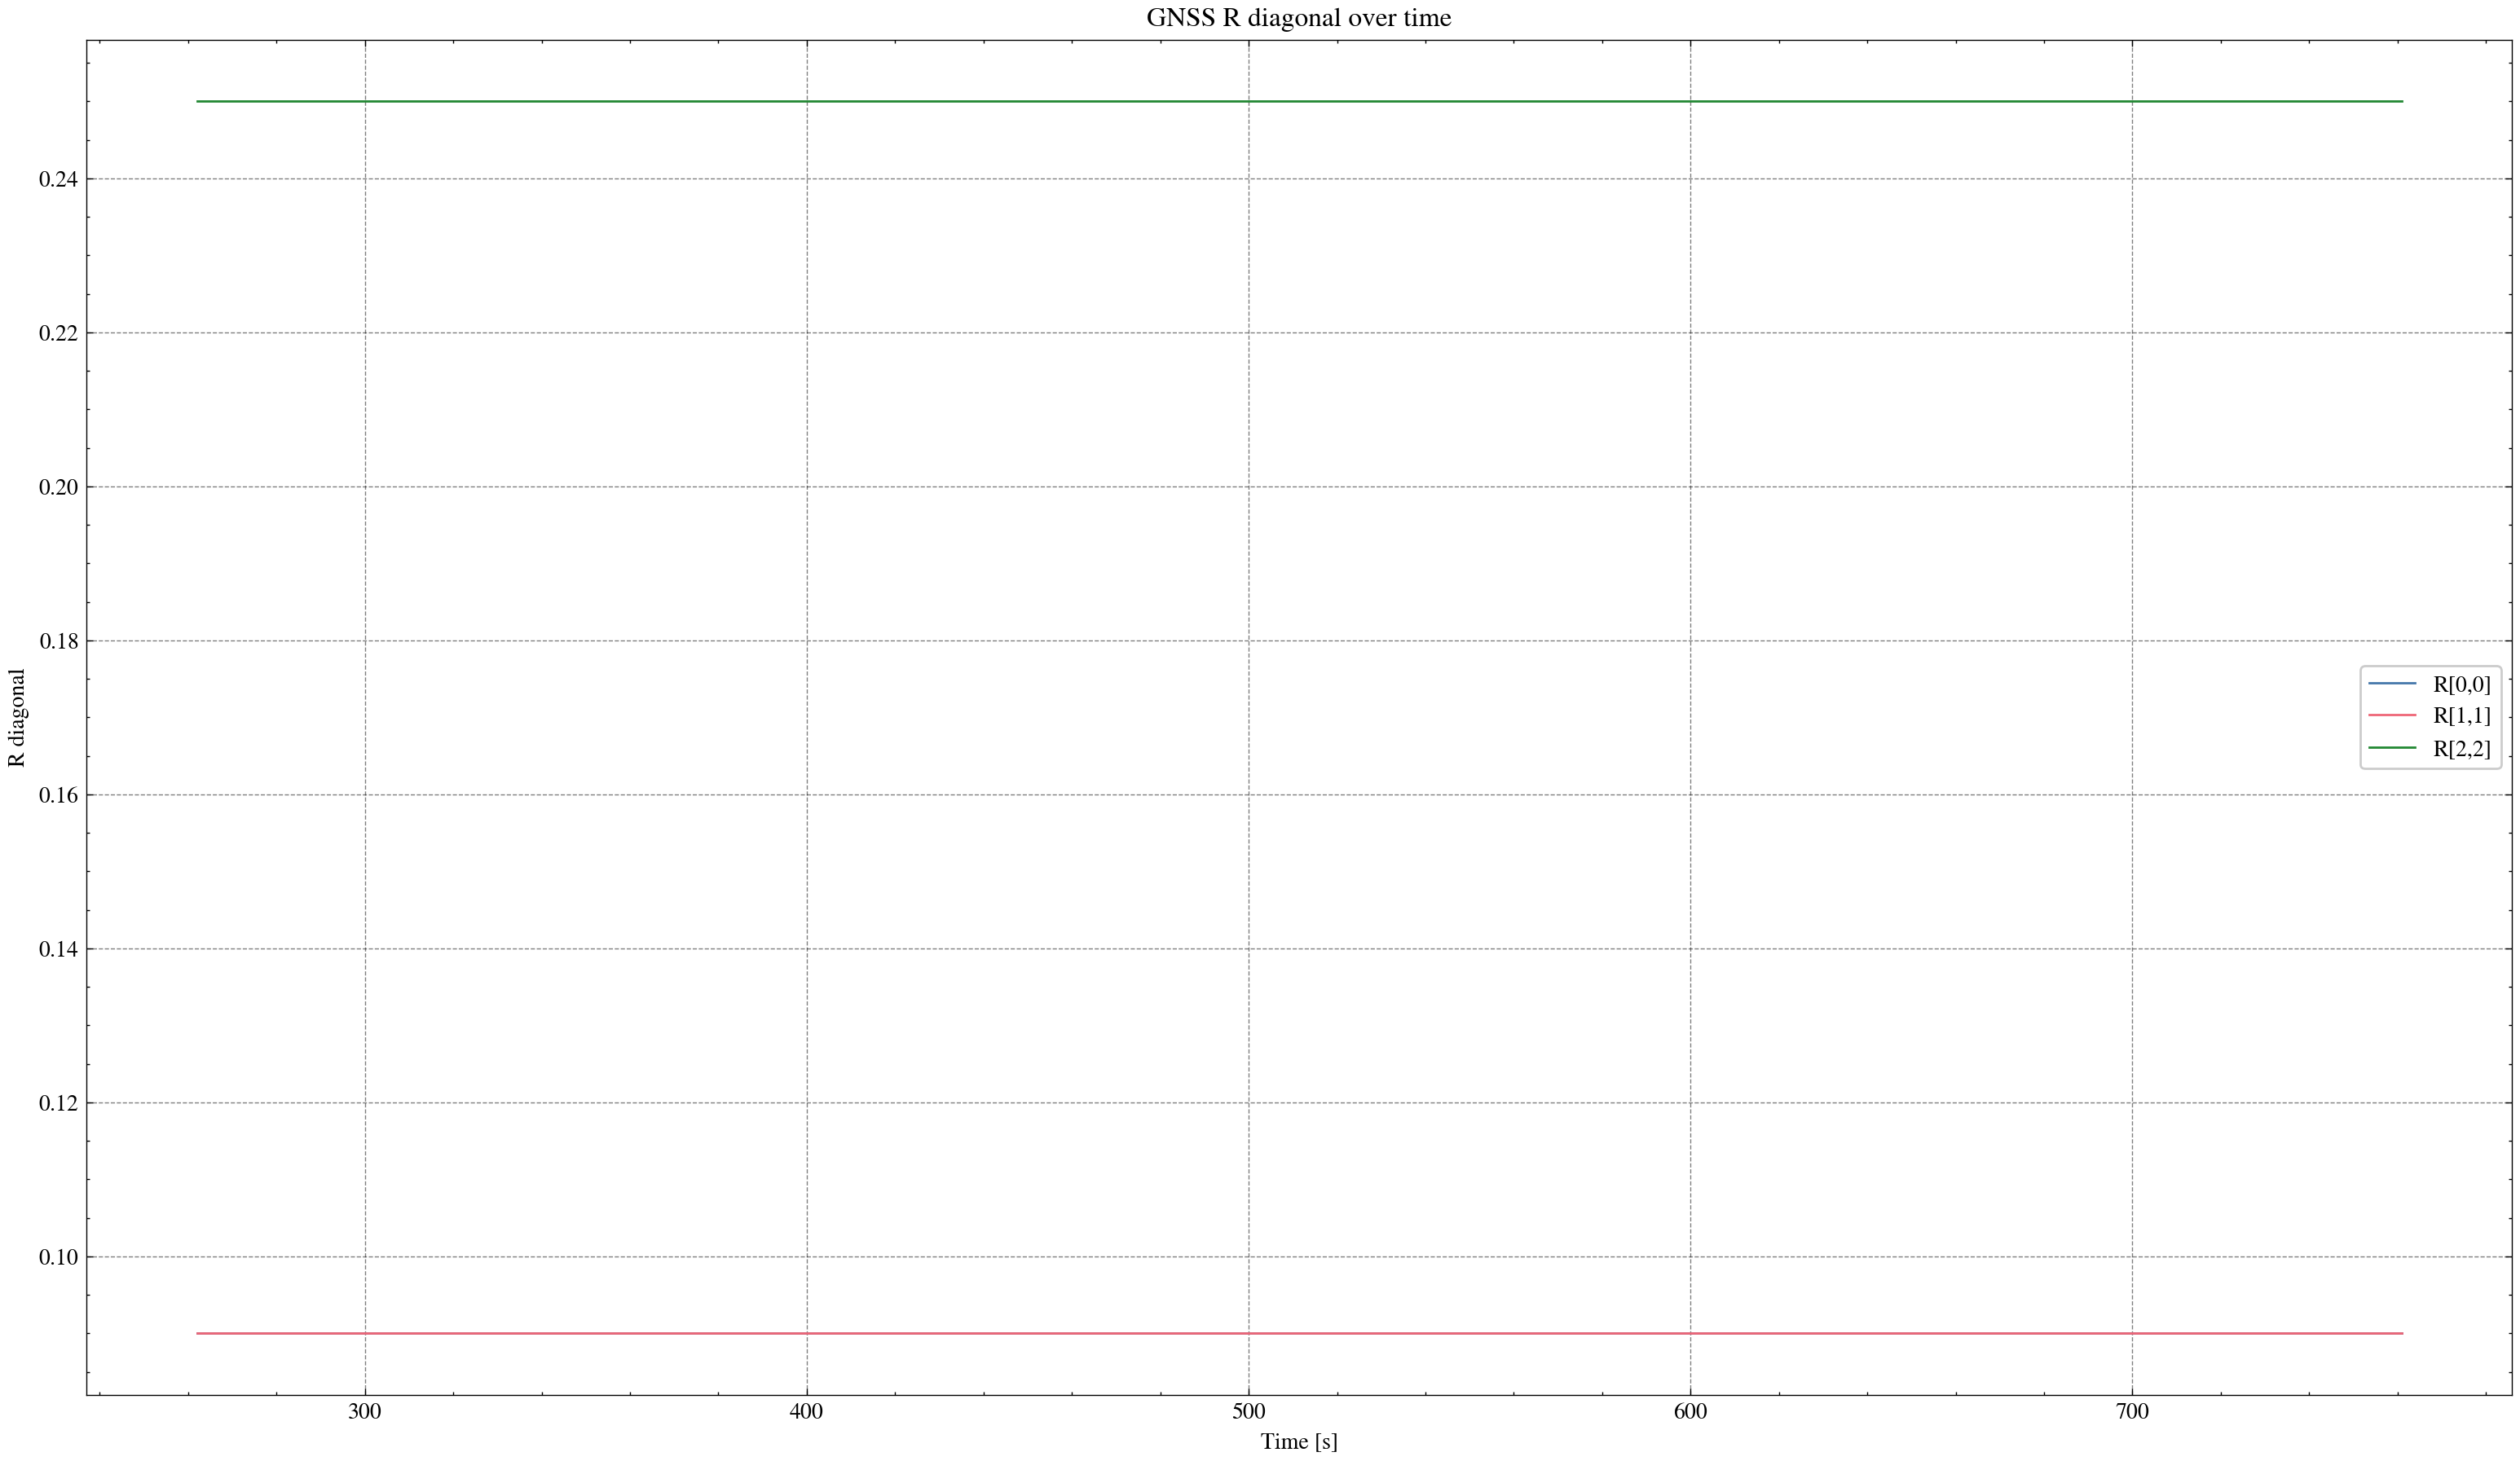 GNSS R diagonal over time
0.24
0.22
0.20
0.18
0.16
0.14
0.12
0.10
R diagonal
R[0,0]
R[1,1]
R[2,2]
300 400 500 600 700
Time [s]